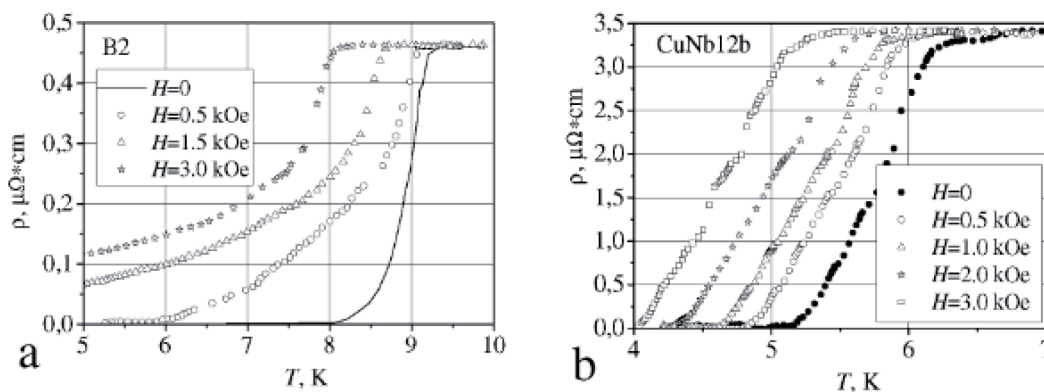 0,5
0,4
0,3
0,2
0,1
0,0
ρ, μΩ*cm
B2
H=0
H=0.5 kOe
H=1.5 kOe
H=3.0 kOe
5 6 7 8 9 10
T, K
a
3,5
3,0
2,5
2,0
1,5
1,0
0,5
0,0
ρ, μΩ*cm
CuNb12b
H=0
H=0.5 kOe
H=1.0 kOe
H=2.0 kOe
H=3.0 kOe
4 5 6 7
T, K
b